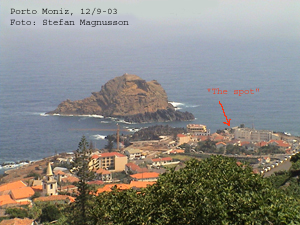 Porto Moniz, 12/9-03
Foto: Stefan Magnusson
"The spot"